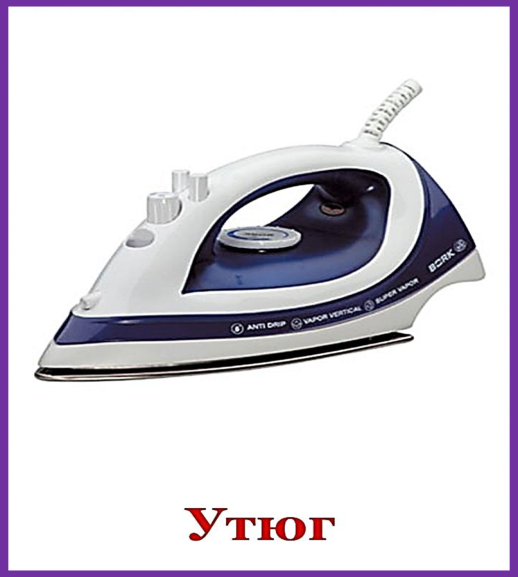 BORK
ANTI DRIP VAPOR VERTICAL SUPER VAPOR
Утюг